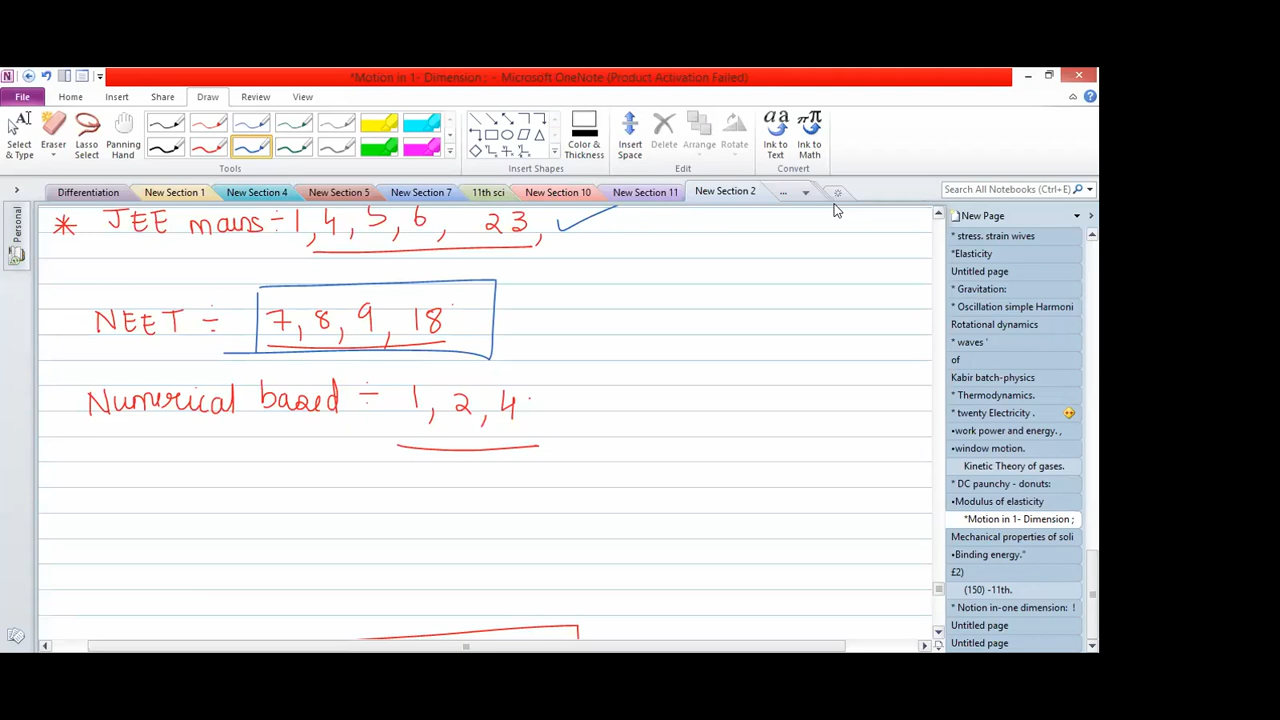 *Motion in 1- Dimension : - Microsoft OneNote (Product Activation Failed)
File Home Insert Share Draw Review View
Select & Type Eraser Lasso Select Panning Hand Color & Thickness Insert Space Delete Arrange Rotate Ink to Text Ink to Math
Tools Insert Shapes Edit Convert
Differentiation New Section 1 New Section 4 New Section 5 New Section 7 11th sci New Section 10 New Section 11 New Section 2 ... Search All Notebooks (Ctrl+E)
Personal
* JEE mains ÷ 1, 4, 5, 6, 23,
NEET ÷ 7, 8, 9, 18
Numerical based ÷ 1, 2, 4
New Page
* stress. strain wives
*Elasticity
Untitled page
* Gravitation:
* Oscillation simple Harmoni
Rotational dynamics
* waves '
of
Kabir batch-physics
* Thermodynamics.
* twenty Electricity .
•work power and energy. ,
•window motion.
Kinetic Theory of gases.
* DC paunchy - donuts:
•Modulus of elasticity
*Motion in 1- Dimension ;
Mechanical properties of soli
•Binding energy."
£2)
(150) -11th.
* Notion in-one dimension: !
Untitled page
Untitled page